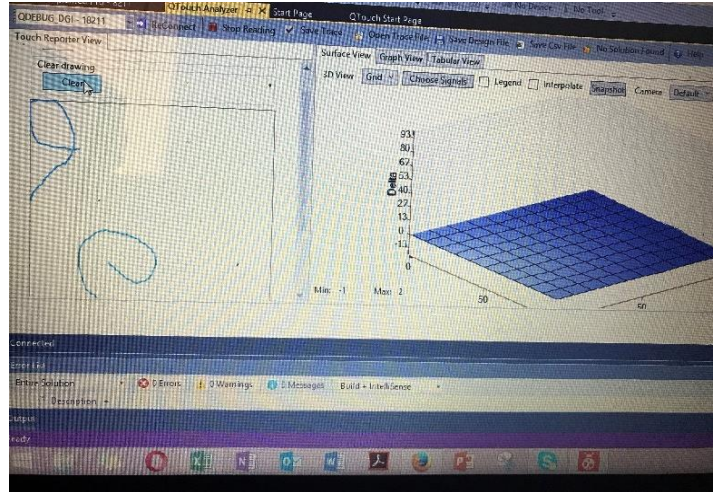 No Device No Tool
QTouch Analyzer X Start Page QTouch Start Page
QDEBUG_DGI - 18211 Reconnect Stop Reading Save Trace Open Trace File Save Design File Save Csv File No Solution Found Help
Touch Reporter View
Surface View Graph View Tabular View
Clear drawing
Clear
3D View Grid Choose Signals Legend Interpolate Snapshot Camera Default
93
80
67
53
40
27
13
0
-13
Delta
0
50
Min: -1 Max: 2
Connected
Error List
Entire Solution 0 Errors 0 Warnings 0 Messages Build + IntelliSense
Description
Output
Ready